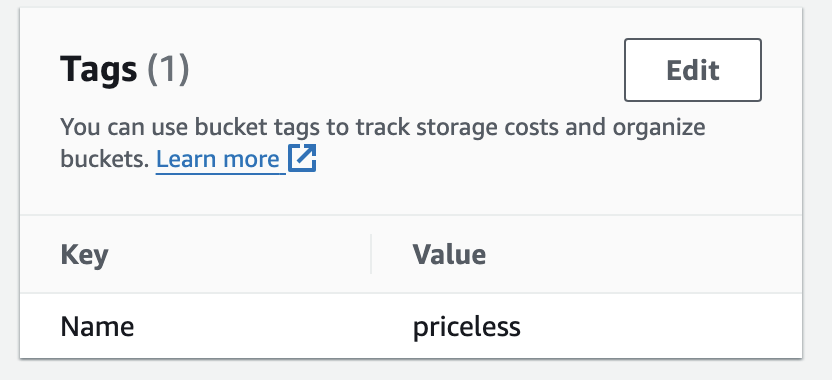 Tags (1)
Edit
You can use bucket tags to track storage costs and organize
buckets. Learn more
Key Value
Name priceless